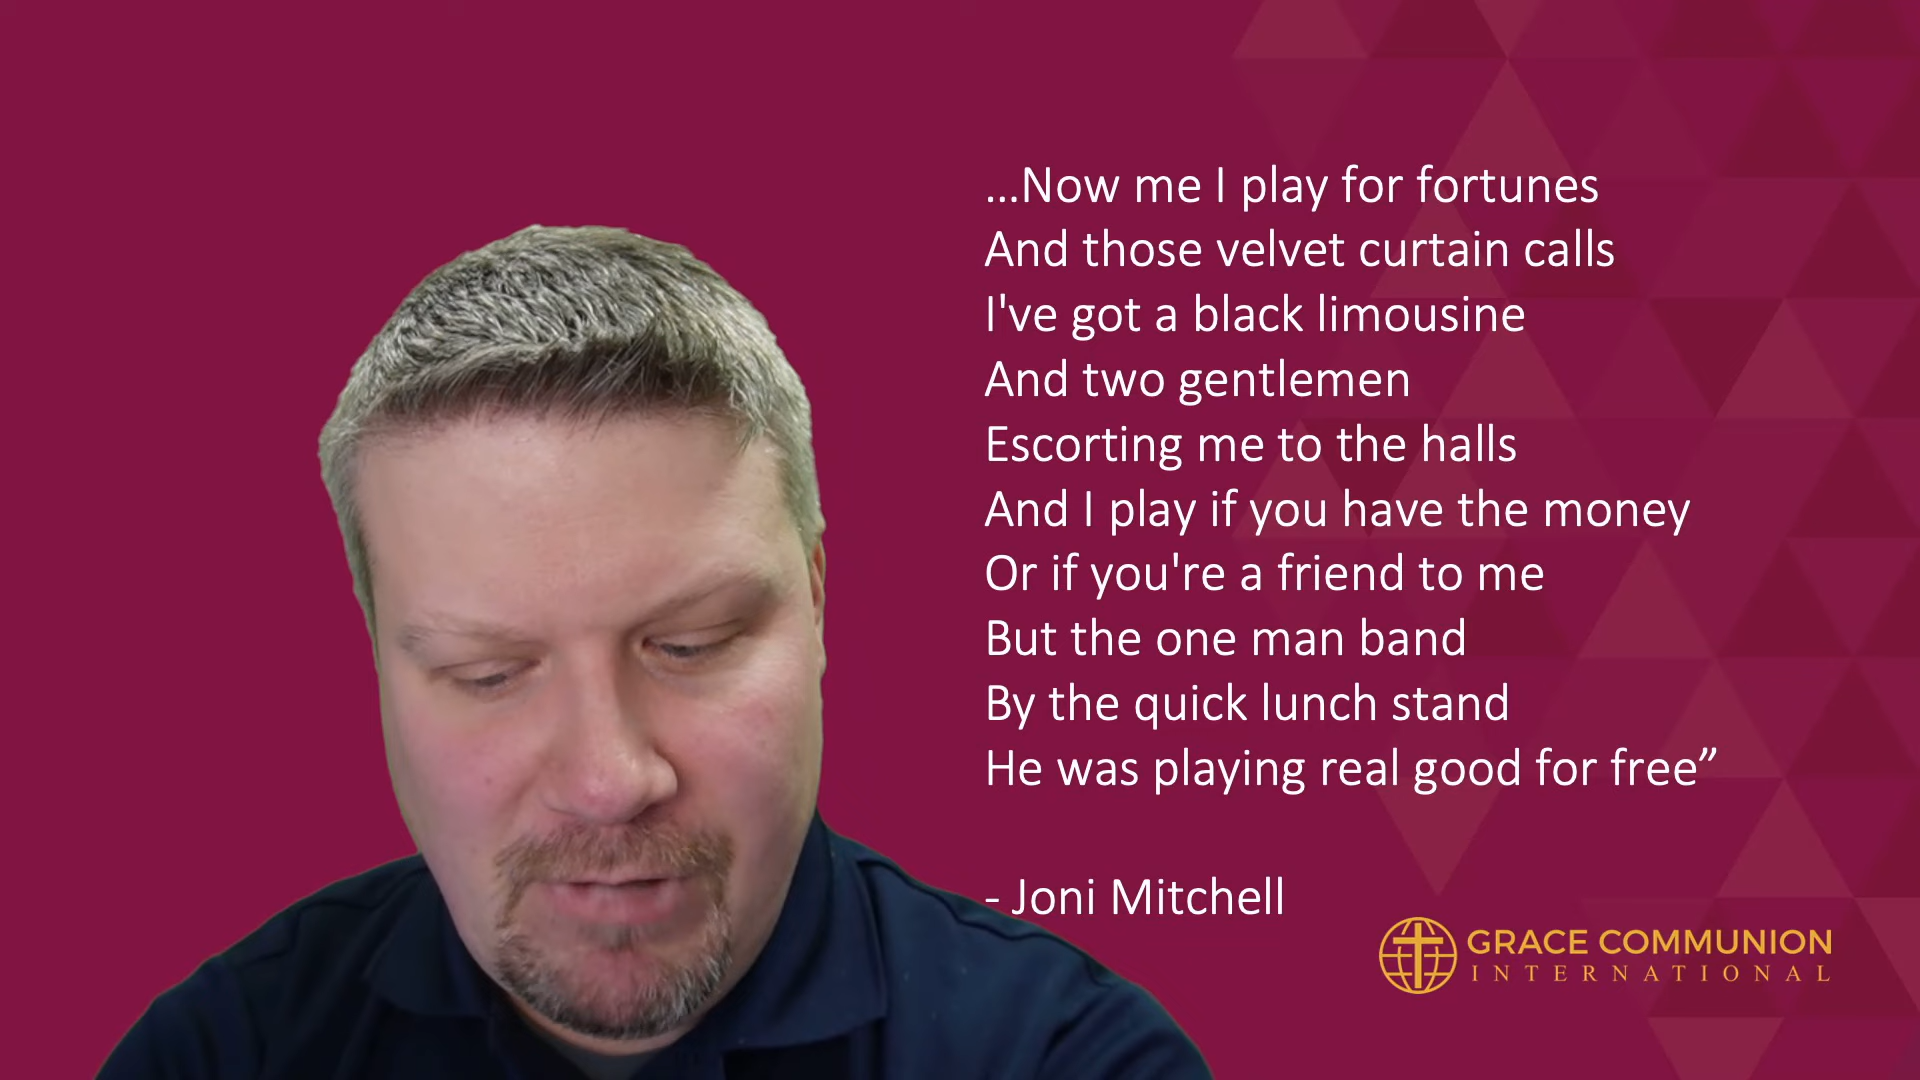 ...Now me I play for fortunes
And those velvet curtain calls
I've got a black limousine
And two gentlemen
Escorting me to the halls
And I play if you have the money
Or if you're a friend to me
But the one man band
By the quick lunch stand
He was playing real good for free”
- Joni Mitchell
GRACE COMMUNION
INTERNATIONAL